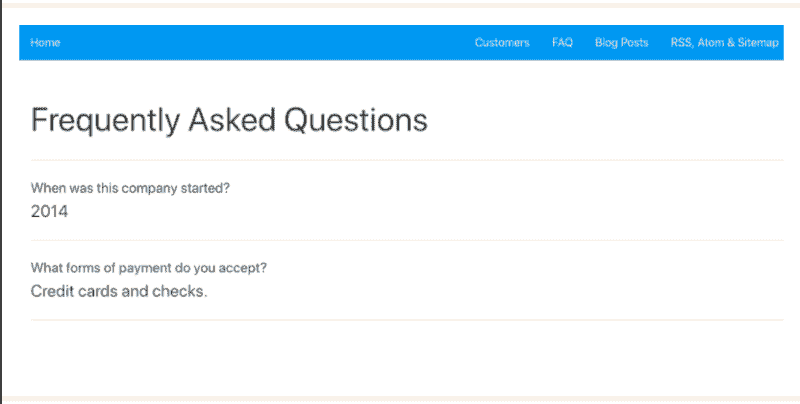 Home Customers FAQ Blog Posts RSS, Atom & Sitemap
Frequently Asked Questions
When was this company started?
2014
What forms of payment do you accept?
Credit cards and checks.